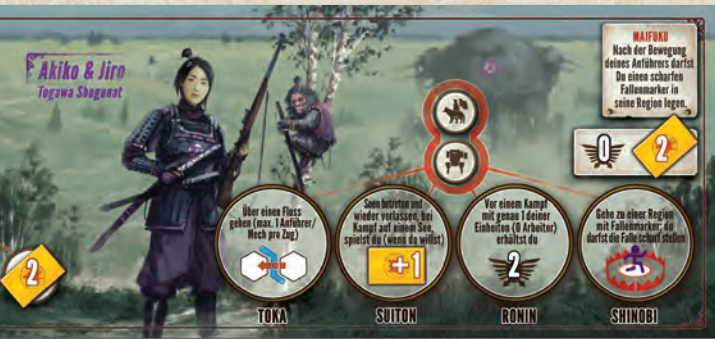 Akiko & Jiro
Togawa Shogunat
MAIFUKU
Nach der Bewegung
deines Anführers darfst
Du einen scharfen
Fallenmarker in
seine Region legen.
0
2
2
Über einen Fluss
gehen (max. 1 Anführer/
Mech pro Zug)
TOKA
Seen betreten und
wieder verlassen, bei
Kampf auf einem See,
spielst du (wenn du willst)
+1
SUITON
Vor einem Kampf
mit genau 1 deiner
Einheiten (0 Arbeiter)
erhältst du
2
RONIN
Gehe zu einer Region
mit Fallenmarker; du
darfst die Falle scharf stellen
SHINOBI